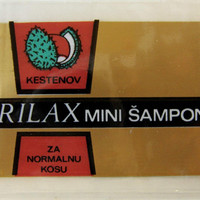 KESTENOV
RILAX MINI ŠAMPON
ZA
NORMALNU
KOSU